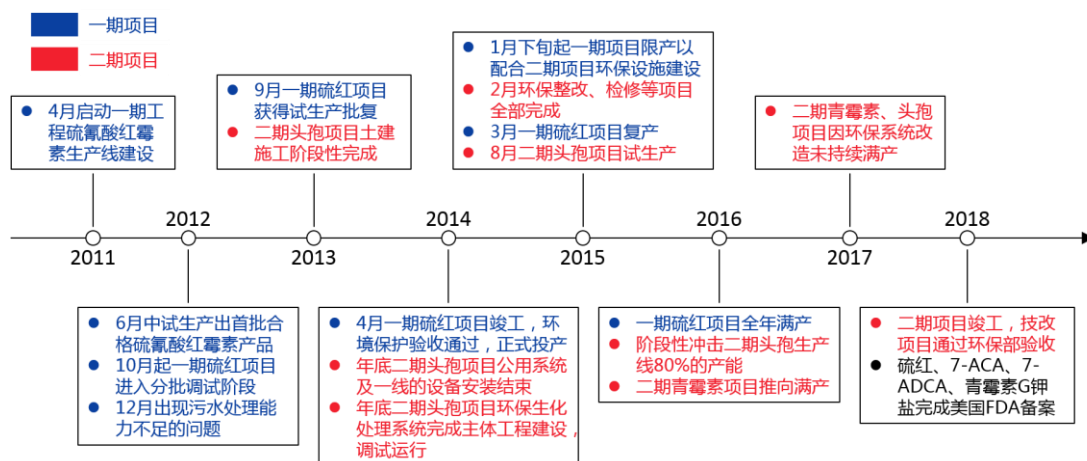 一期项目
二期项目
4月启动一期工
程硫氰酸红霉
素生产线建设
9月一期硫红项目
获得试生产批复
二期头孢项目土建
施工阶段性完成
1月下旬起一期项目限产以
配合二期项目环保设施建设
2月环保整改、检修等项目
全部完成
3月一期硫红项目复产
8月二期头孢项目试生产
二期青霉素、头孢
项目因环保系统改
造未持续满产
2011
2012
2013
2014
2015
2016
2017
2018
6月中试生产出首批合
格硫氰酸红霉素产品
10月起一期硫红项目
进入分批调试阶段
12月出现污水处理能
力不足的问题
4月一期硫红项目竣工，环
境保护验收通过，正式投产
年底二期头孢项目公用系统
及一线的设备安装结束
年底二期头孢项目环保生化
处理系统完成主体工程建设，
调试运行
一期硫红项目全年满产
阶段性冲击二期头孢生产
线80%的产能
二期青霉素项目推向满产
二期项目竣工，技改
项目通过环保部验收
硫红、7-ACA、7-
ADCA、青霉素G钾
盐完成美国FDA备案